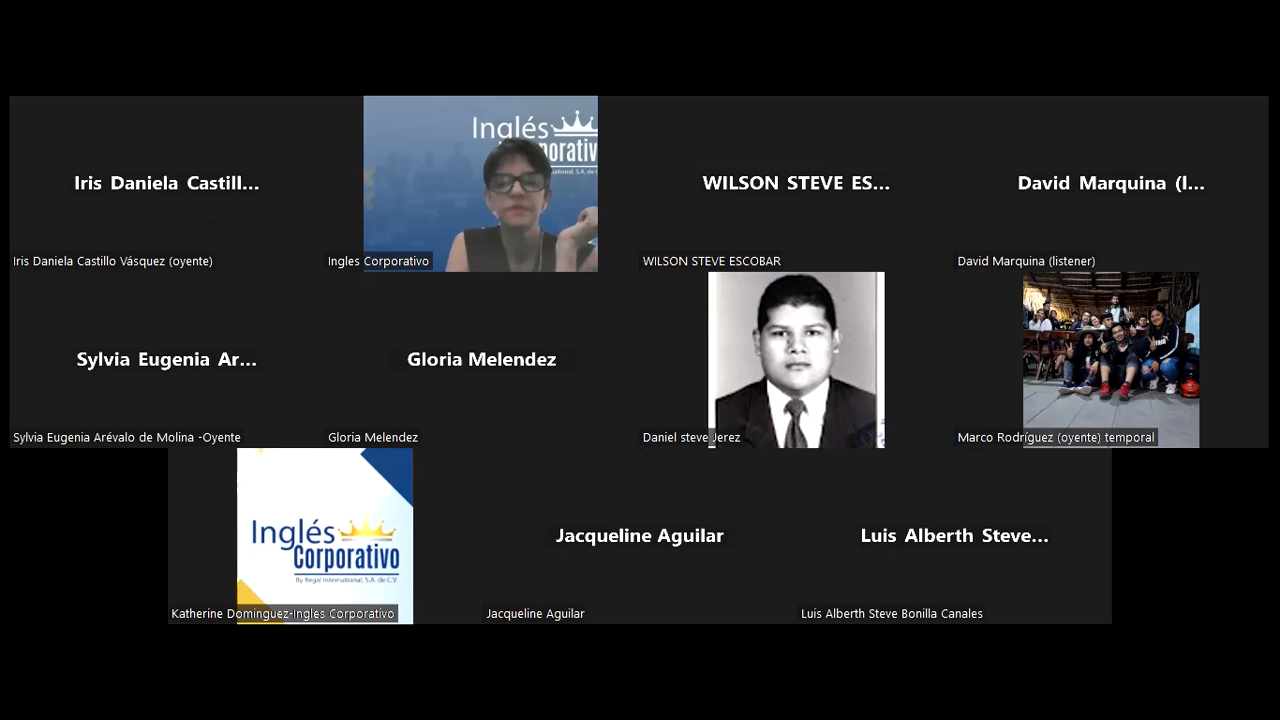 Iris Daniela Castill...
Iris Daniela Castillo Vásquez (oyente)
Inglés
Ingles Corporativo
WILSON STEVE ES...
WILSON STEVE ESCOBAR
David Marquina (l...
David Marquina (listener)
Sylvia Eugenia Ar...
Sylvia Eugenia Arévalo de Molina -Oyente
Gloria Melendez
Gloria Melendez
Daniel steve Jerez
Marco Rodríguez (oyente) temporal
Inglés
Corporativo
By Regal International, S.A. de C.V.
Katherine Dominguez-Ingles Corporativo
Jacqueline Aguilar
Jacqueline Aguilar
Luis Alberth Steve...
Luis Alberth Steve Bonilla Canales